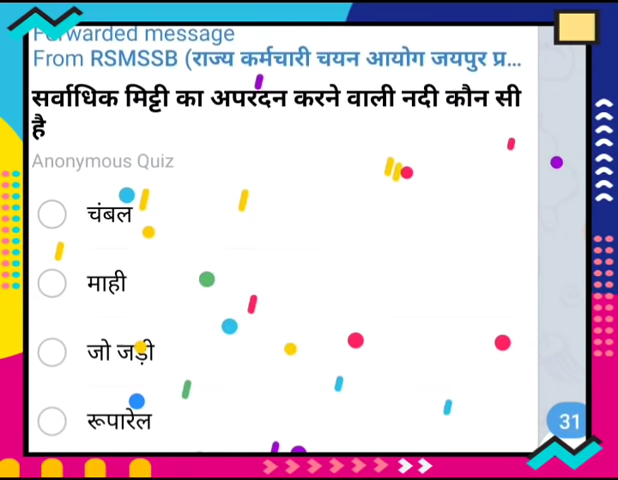 Forwarded message
From RSMSSB (राज्य कर्मचारी चयन आयोग जयपुर प्र...
सर्वाधिक मिट्टी का अपरदन करने वाली नदी कौन सी
है
Anonymous Quiz
चंबल
माही
जो जड़ी
रूपारेल
31